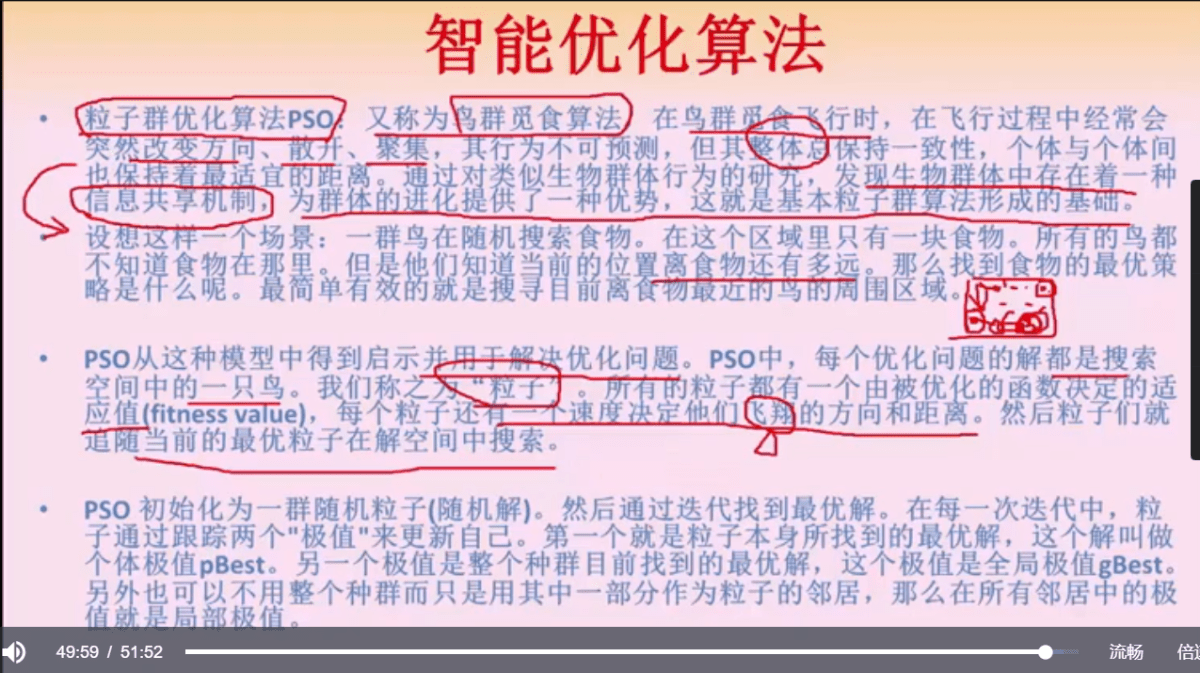 智能优化算法
• 粒子群优化算法PSO：又称为鸟群觅食算法 在鸟群觅食飞行时，在飞行过程中经常会
突然改变方向、散开、聚集，其行为不可预测，但其整体总保持一致性，个体与个体间
也保持着最适宜的距离。通过对类似生物群体行为的研究，发现生物群体中存在着一种
信息共享机制，为群体的进化提供了一种优势，这就是基本粒子群算法形成的基础。
• 设想这样一个场景：一群鸟在随机搜索食物。在这个区域里只有一块食物。所有的鸟都
不知道食物在那里。但是他们知道当前的位置离食物还有多远。那么找到食物的最优策
略是什么呢。最简单有效的就是搜寻目前离食物最近的鸟的周围区域。
• PSO从这种模型中得到启示并用于解决优化问题。PSO中，每个优化问题的解都是搜索
空间中的一只鸟。我们称之为“粒子”。所有的粒子都有一个由被优化的函数决定的适
应值(fitness value)，每个粒子还有一个速度决定他们飞翔的方向和距离。然后粒子们就
追随当前的最优粒子在解空间中搜索。
• PSO 初始化为一群随机粒子(随机解)。然后通过迭代找到最优解。在每一次迭代中，粒
子通过跟踪两个"极值"来更新自己。第一个就是粒子本身所找到的最优解，这个解叫做
个体极值pBest。另一个极值是整个种群目前找到的最优解，这个极值是全局极值gBest。
另外也可以不用整个种群而只是用其中一部分作为粒子的邻居，那么在所有邻居中的极
值就是局部极值。
49:59 / 51:52 流畅 倍